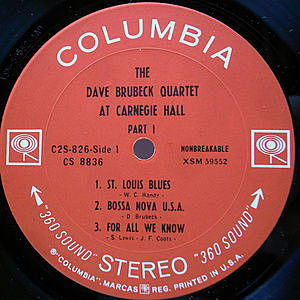 COLUMBIA
THE
DAVE BRUBECK QUARTET
AT CARNEGIE HALL
PART I
C2S-826-Side 1 NONBREAKABLE
CS 8836 XSM 59552
1. ST. LOUIS BLUES
- W. C. Handy -
2. BOSSA NOVA U.S.A.
- D. Brubeck -
3. FOR ALL WE KNOW
- S. Lewis - J. F. Coots -
"360 SOUND" STEREO "360 SOUND"
® "COLUMBIA", MARCAS REG. PRINTED IN U.S.A.